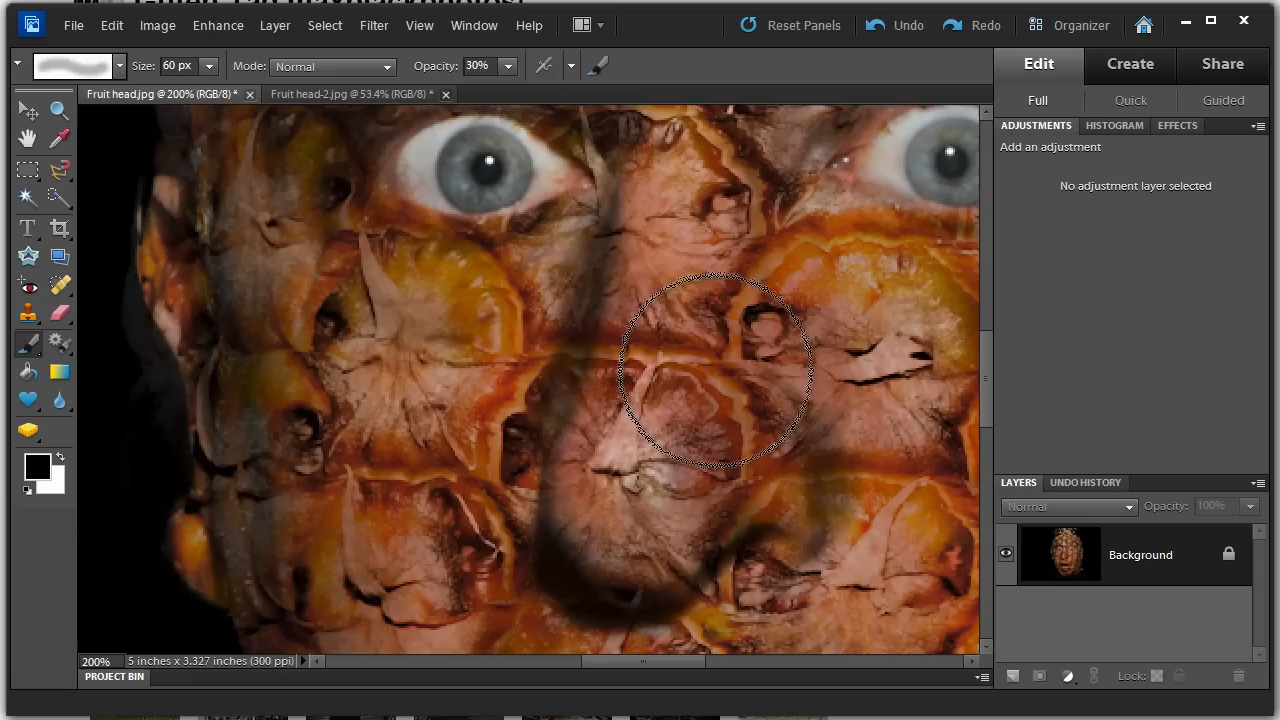 File Edit Image Enhance Layer Select Filter View Window Help Reset Panels Undo Redo Organizer
Size: 60 px Mode: Normal Opacity: 30%
Edit Create Share
Fruit head.jpg @ 200% (RGB/8) * Fruit head-2.jpg @ 53.4% (RGB/8) *
Full Quick Guided
ADJUSTMENTS HISTOGRAM EFFECTS
Add an adjustment
No adjustment layer selected
T
LAYERS UNDO HISTORY
Normal Opacity: 100%
Background
200% 5 inches x 3.327 inches (300 ppi)
Lock:
PROJECT BIN